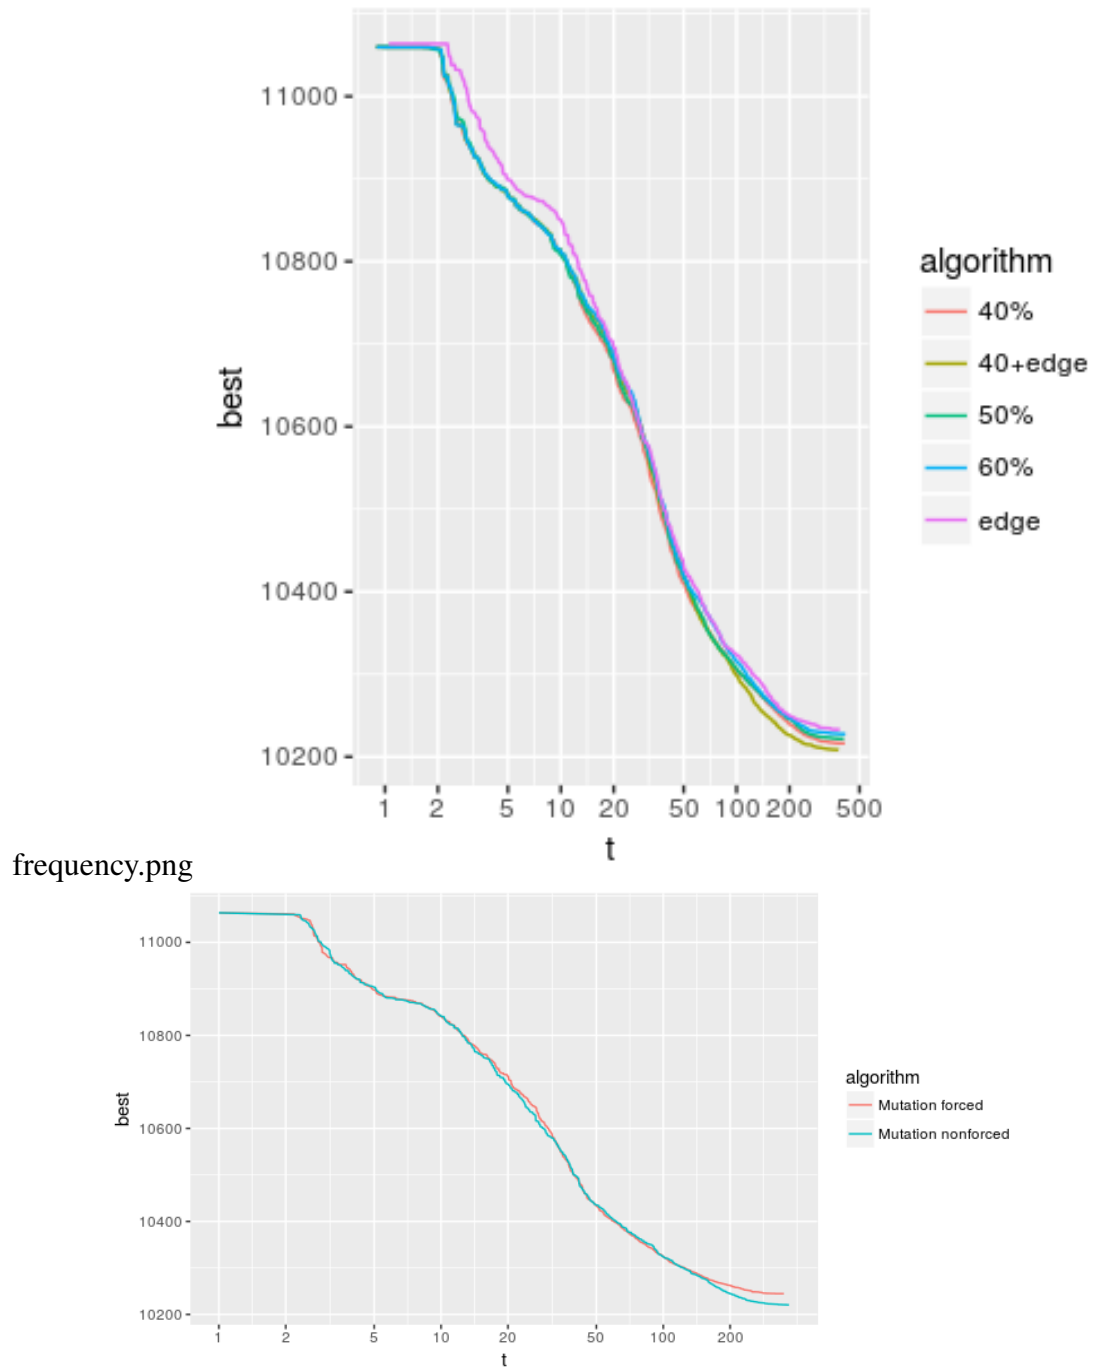 11000
10800
10600
10400
10200
best
1 2 5 10 20 50 100 200 500
t
algorithm
40%
40+edge
50%
60%
edge
frequency.png
11000
10800
10600
10400
10200
best
1 2 5 10 20 50 100 200
t
algorithm
Mutation forced
Mutation nonforced